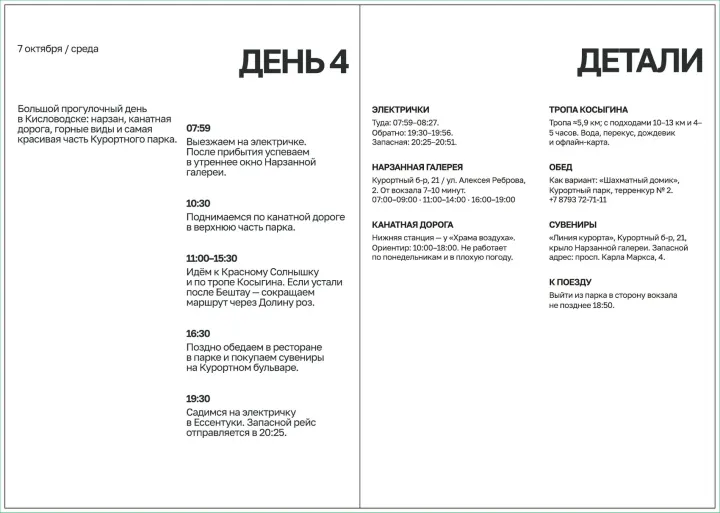 7 октября / среда
ДЕНЬ 4
Большой прогулочный день
в Кисловодске: нарзан, канатная
дорога, горные виды и самая
красивая часть Курортного парка.
07:59
Выезжаем на электричке.
После прибытия успеваем
в утреннее окно Нарзанной
галереи.
10:30
Поднимаемся по канатной дороге
в верхнюю часть парка.
11:00–15:30
Идём к Красному Солнышку
и по тропе Косыгина. Если устали
после Бештау — сокращаем
маршрут через Долину роз.
16:30
Поздно обедаем в ресторане
в парке и покупаем сувениры
на Курортном бульваре.
19:30
Садимся на электричку
в Ессентуки. Запасной рейс
отправляется в 20:25.
ДЕТАЛИ
ЭЛЕКТРИЧКИ
Туда: 07:59–08:27.
Обратно: 19:30–19:56.
Запасная: 20:25–20:51.
НАРЗАННАЯ ГАЛЕРЕЯ
Курортный б-р, 21 / ул. Алексея Реброва,
2. От вокзала 7–10 минут.
07:00–09:00 · 11:00–14:00 · 16:00–19:00
КАНАТНАЯ ДОРОГА
Нижняя станция — у «Храма воздуха».
Ориентир: 10:00–18:00. Не работает
по понедельникам и в плохую погоду.
ТРОПА КОСЫГИНА
Тропа ≈5,9 км; с подходами 10–13 км и 4–
5 часов. Вода, перекус, дождевик
и офлайн-карта.
ОБЕД
Как вариант: «Шахматный домик»,
Курортный парк, терренкур № 2.
+7 8793 72-71-11
СУВЕНИРЫ
«Линия курорта», Курортный б-р, 21,
крыло Нарзанной галереи. Запасной
адрес: просп. Карла Маркса, 4.
К ПОЕЗДУ
Выйти из парка в сторону вокзала
не позднее 18:50.